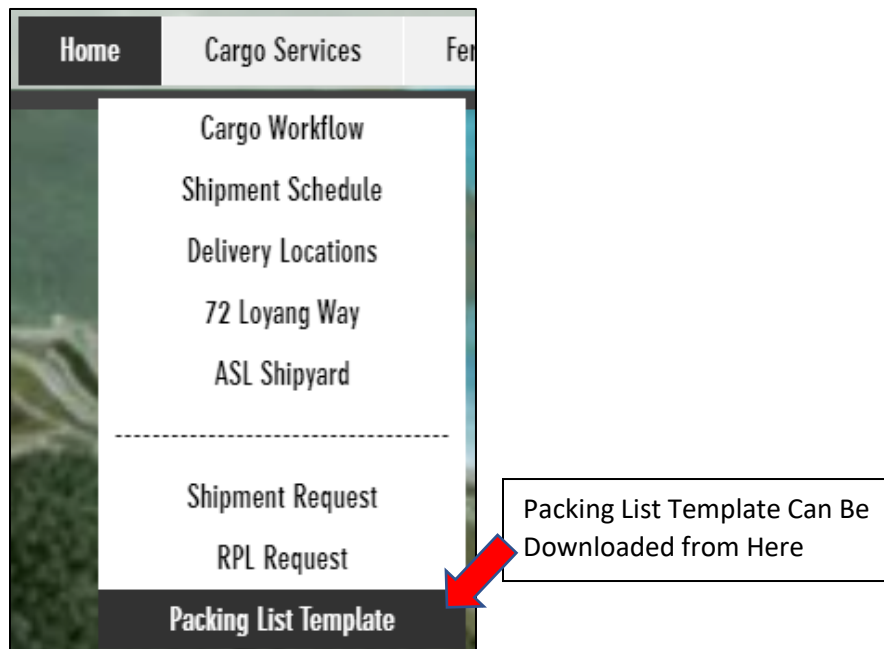 Home Cargo Services Fer
Cargo Workflow
Shipment Schedule
Delivery Locations
72 Loyang Way
ASL Shipyard
--------------------------------------
Shipment Request
RPL Request
Packing List Template
Packing List Template Can Be
Downloaded from Here